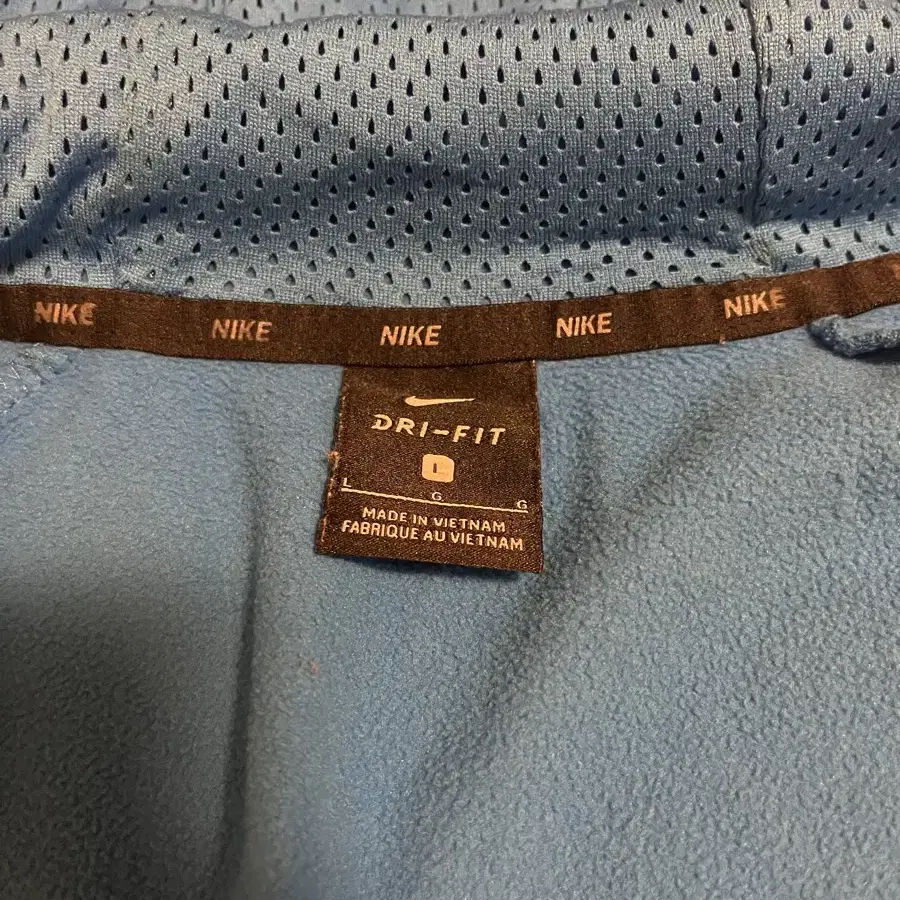 NIKE NIKE NIKE NIKE NIKE
DRI-FIT
L
L G G
MADE IN VIETNAM
FABRIQUE AU VIETNAM